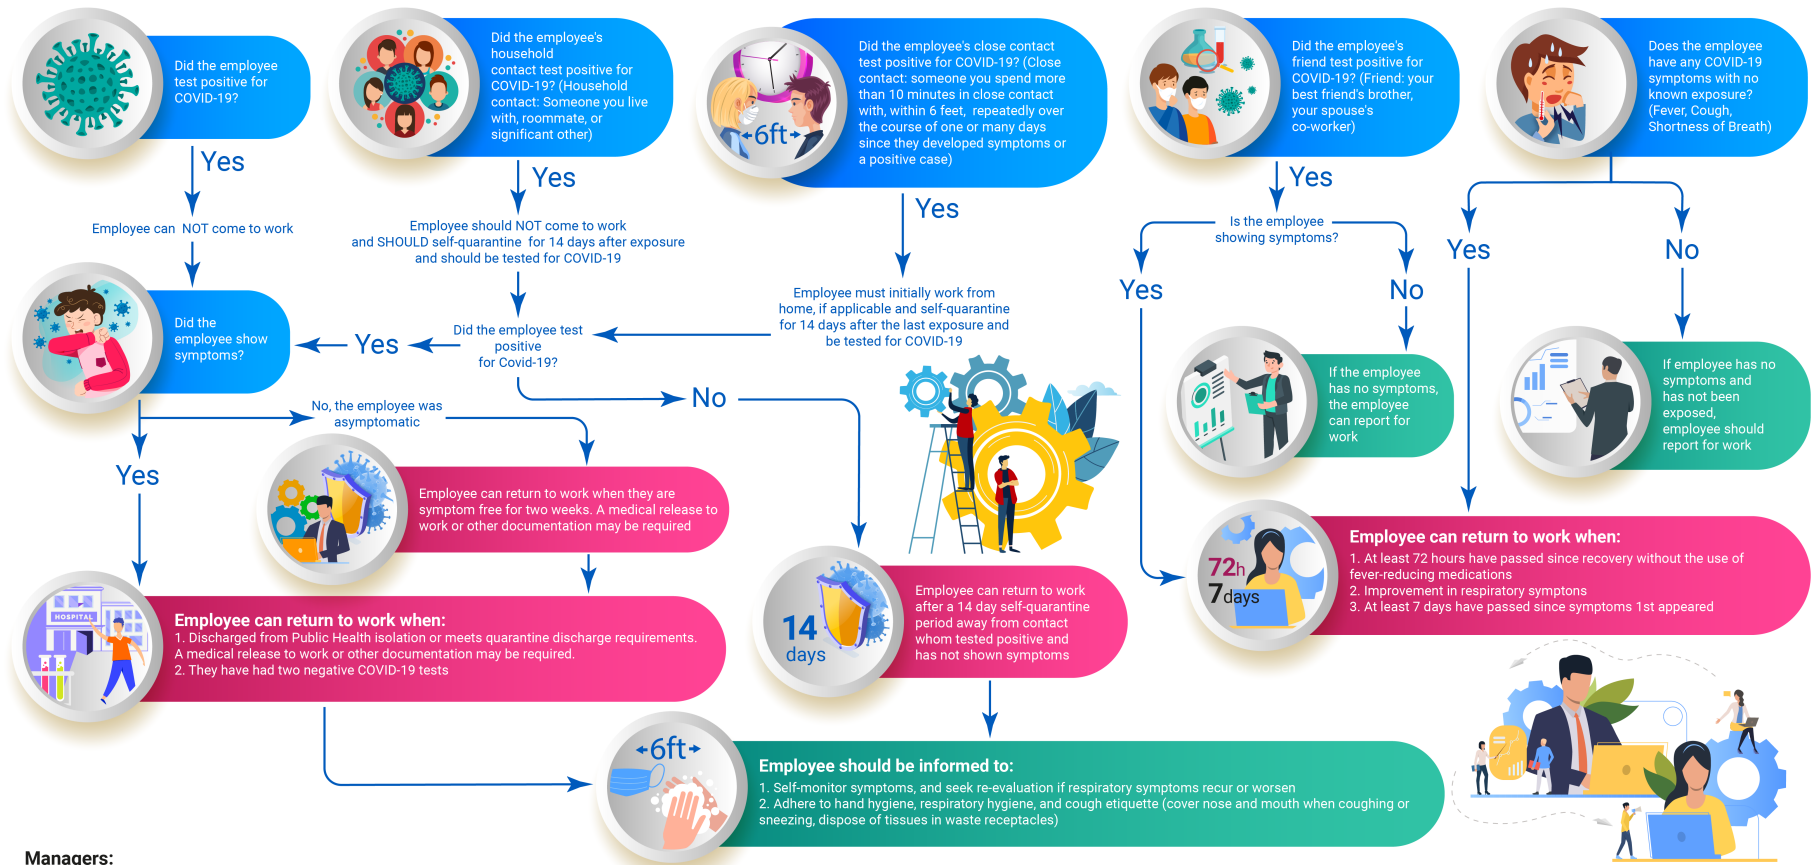 Did the employee
test positive for
COVID-19?
Did the employee's
household
contact test positive for
COVID-19? (Household
contact: Someone you live
with, roommate, or
significant other)
6ft
Did the employee's close contact
test positive for COVID-19? (Close
contact: someone you spend more
than 10 minutes in close contact
with, within 6 feet, repeatedly over
the course of one or many days
since they developed symptoms or
a positive case)
Did the employee's
friend test positive for
COVID-19? (Friend: your
best friend's brother,
your spouse's
co-worker)
Does the employee
have any COVID-19
symptoms with no
known exposure?
(Fever, Cough,
Shortness of Breath)
Yes
Yes
Yes
Yes
Employee can NOT come to work
Employee should NOT come to work
and SHOULD self-quarantine for 14 days after exposure
and should be tested for COVID-19
Is the employee
showing symptoms?
Yes
No
Yes
No
Employee must initially work from
home, if applicable and self-quarantine
for 14 days after the last exposure and
be tested for COVID-19
Did the
employee show
symptoms?
Yes
Did the employee test
positive
for Covid-19?
No
If the employee
has no symptoms,
the employee
can report for
work
If employee has no
symptoms and
has not been
exposed,
employee should
report for work
No, the employee was
asymptomatic
Yes
Employee can return to work when they are
symptom free for two weeks. A medical release to
work or other documentation may be required
72h
7days
Employee can return to work when:
1. At least 72 hours have passed since recovery without the use of
fever-reducing medications
2. Improvement in respiratory symptons
3. At least 7 days have passed since symptoms 1st appeared
14
days
Employee can return to work
after a 14 day self-quarantine
period away from contact
whom tested positive and
has not shown symptoms
HOSPITAL
Employee can return to work when:
1. Discharged from Public Health isolation or meets quarantine discharge requirements.
A medical release to work or other documentation may be required.
2. They have had two negative COVID-19 tests
6ft
Employee should be informed to:
1. Self-monitor symptoms, and seek re-evaluation if respiratory symptoms recur or worsen
2. Adhere to hand hygiene, respiratory hygiene, and cough etiquette (cover nose and mouth when coughing or
sneezing, dispose of tissues in waste receptacles)
Managers: